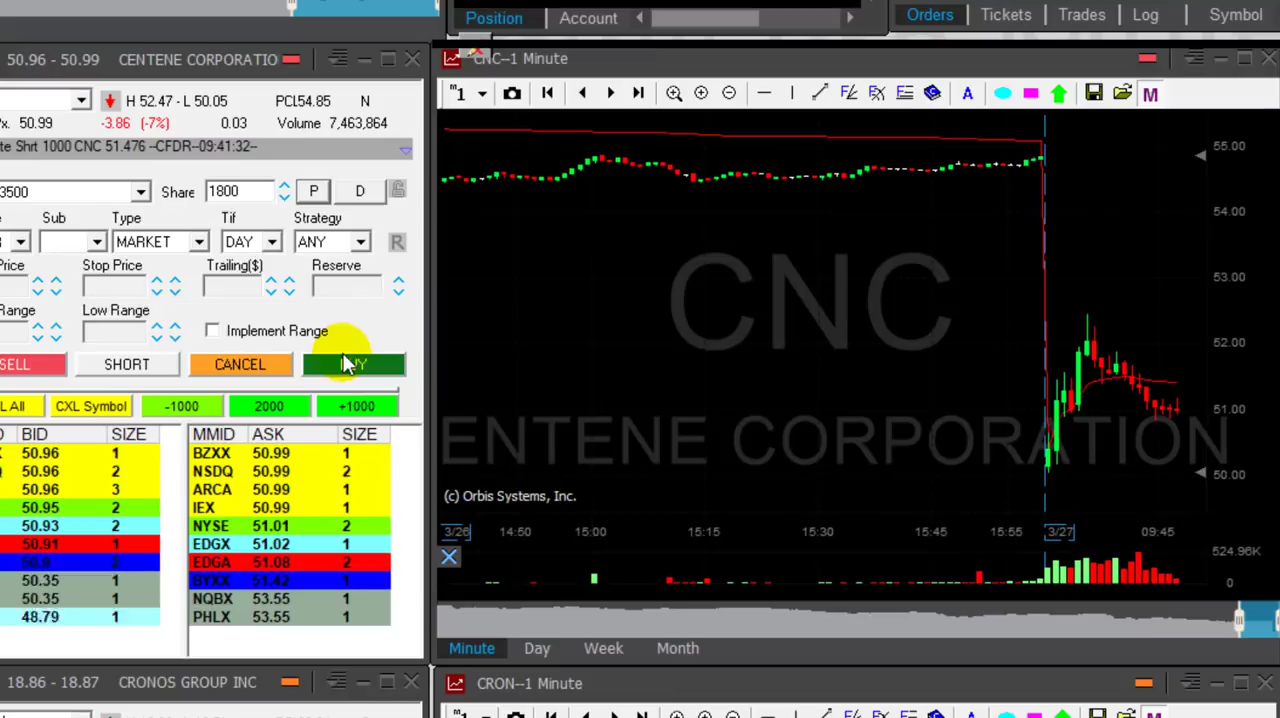 Position Account
Orders Tickets Trades Log Symbol
50.96 - 50.99 CENTENE CORPORATIO
CNC--1 Minute
H 52.47 - L 50.05 PCL54.85 N
x. 50.99 -3.86 (-7%) 0.03 Volume 7,463,864
te Shrt 1000 CNC 51.476 --CFDR--09:41:32--
3500 Share 1800 P D
Sub Type Tif Strategy
MARKET DAY ANY R
Price Stop Price Trailing($) Reserve
Range Low Range
Implement Range
SELL SHORT CANCEL
L All CXL Symbol -1000 2000 +1000
BID SIZE MMID ASK SIZE
50.96 1 BZXX 50.99 1
50.96 2 NSDQ 50.99 2
50.96 3 ARCA 50.99 1
50.95 2 IEX 50.99 1
50.93 2 NYSE 51.01 2
50.91 1 EDGX 51.02 1
50.9 2 EDGA 51.08 2
50.35 1 BYXX 51.42 1
50.35 1 NQBX 53.55 1
48.79 1 PHLX 53.55 1
1 A M
CNC
ENTENE CORPORATION
55.00
54.00
53.00
52.00
51.00
50.00
(c) Orbis Systems, Inc.
3/26 14:50 15:00 15:15 15:30 15:45 15:55 3/27 09:45
524.96K
0
Minute Day Week Month
18.86 - 18.87 CRONOS GROUP INC
CRON--1 Minute